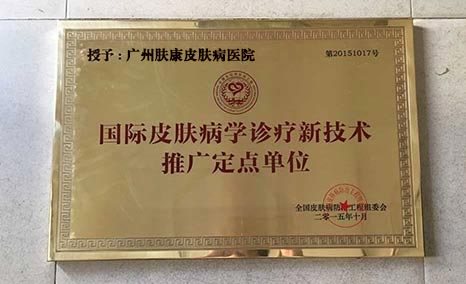 授予：广州肤康皮肤病医院
第20151017号
国际皮肤病学诊疗新技术
推广定点单位
全国皮肤病防治工程组委会
二零一五年十月